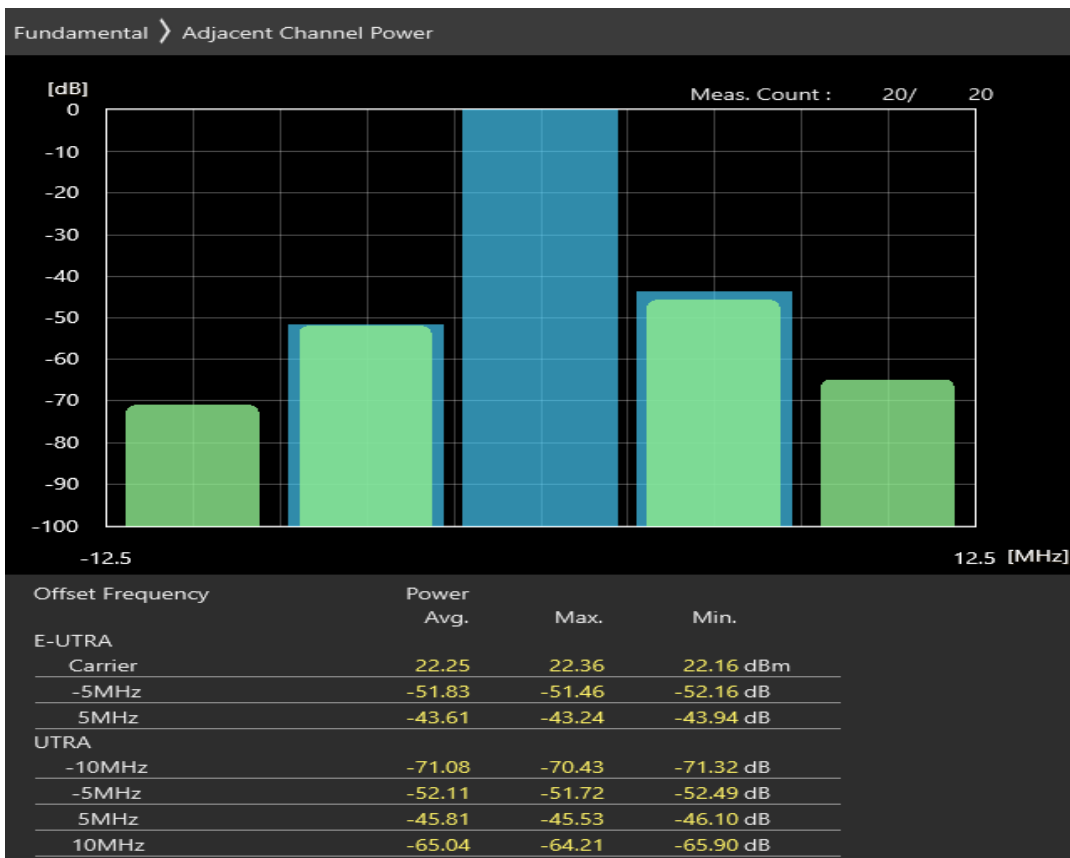 Fundamental ❯ Adjacent Channel Power
[dB]
Meas. Count : 20/ 20
0
-10
-20
-30
-40
-50
-60
-70
-80
-90
-100
-12.5 12.5 [MHz]
Offset Frequency Power
Avg. Max. Min.
E-UTRA
Carrier 22.25 22.36 22.16 dBm
-5MHz -51.83 -51.46 -52.16 dB
5MHz -43.61 -43.24 -43.94 dB
UTRA
-10MHz -71.08 -70.43 -71.32 dB
-5MHz -52.11 -51.72 -52.49 dB
5MHz -45.81 -45.53 -46.10 dB
10MHz -65.04 -64.21 -65.90 dB